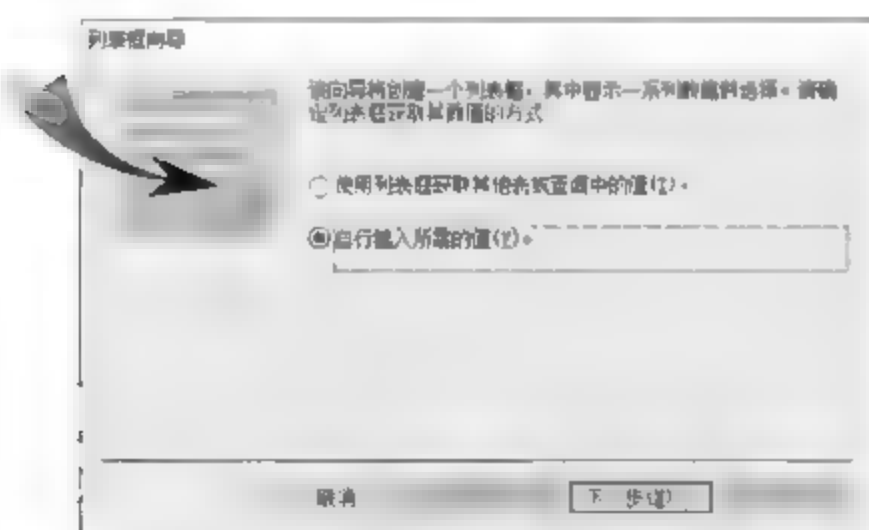 列表框向导
该向导将创建一个列表框，其中显示一系列数值供选择。请确
定列表框获取其数值的方式
使用列表框获取其他表或查询中的值(T)。
自行键入所需的值(V)。
取消
下一步(N)